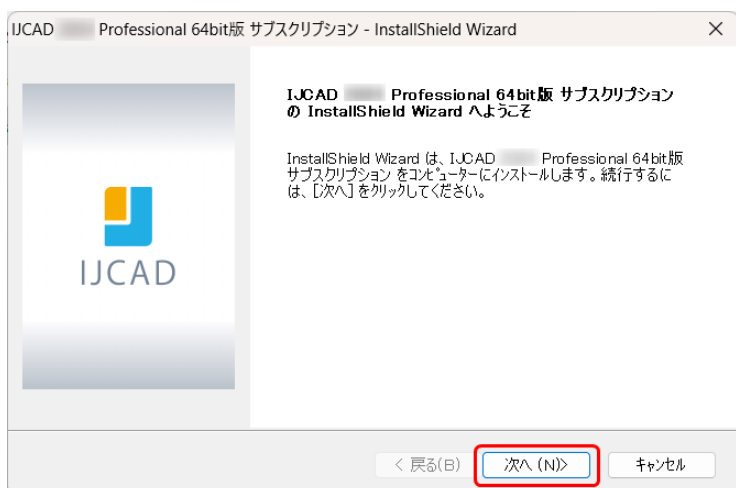 IJCAD Professional 64bit版 サブスクリプション - InstallShield Wizard
IJCAD Professional 64bit版 サブスクリプション
の InstallShield Wizard へようこそ
InstallShield Wizard は、IJCAD Professional 64bit版
サブスクリプション をコンピューターにインストールします。続行するに
は、[次へ] をクリックしてください。
IJCAD
< 戻る(B)
次へ (N)>
キャンセル